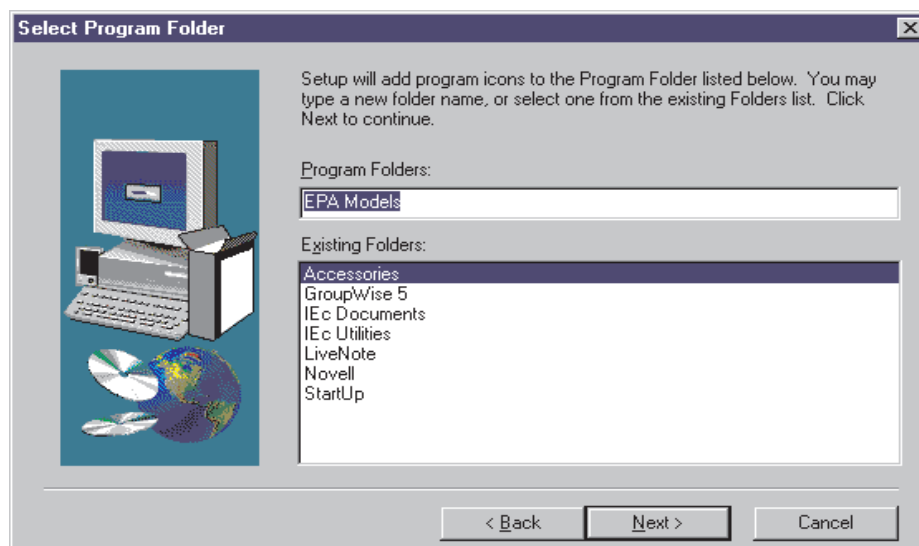 Select Program Folder
Setup will add program icons to the Program Folder listed below. You may
type a new folder name, or select one from the existing Folders list. Click
Next to continue.
Program Folders:
EPA Models
Existing Folders:
Accessories
GroupWise 5
IEc Documents
IEc Utilities
LiveNote
Novell
StartUp
< Back Next > Cancel